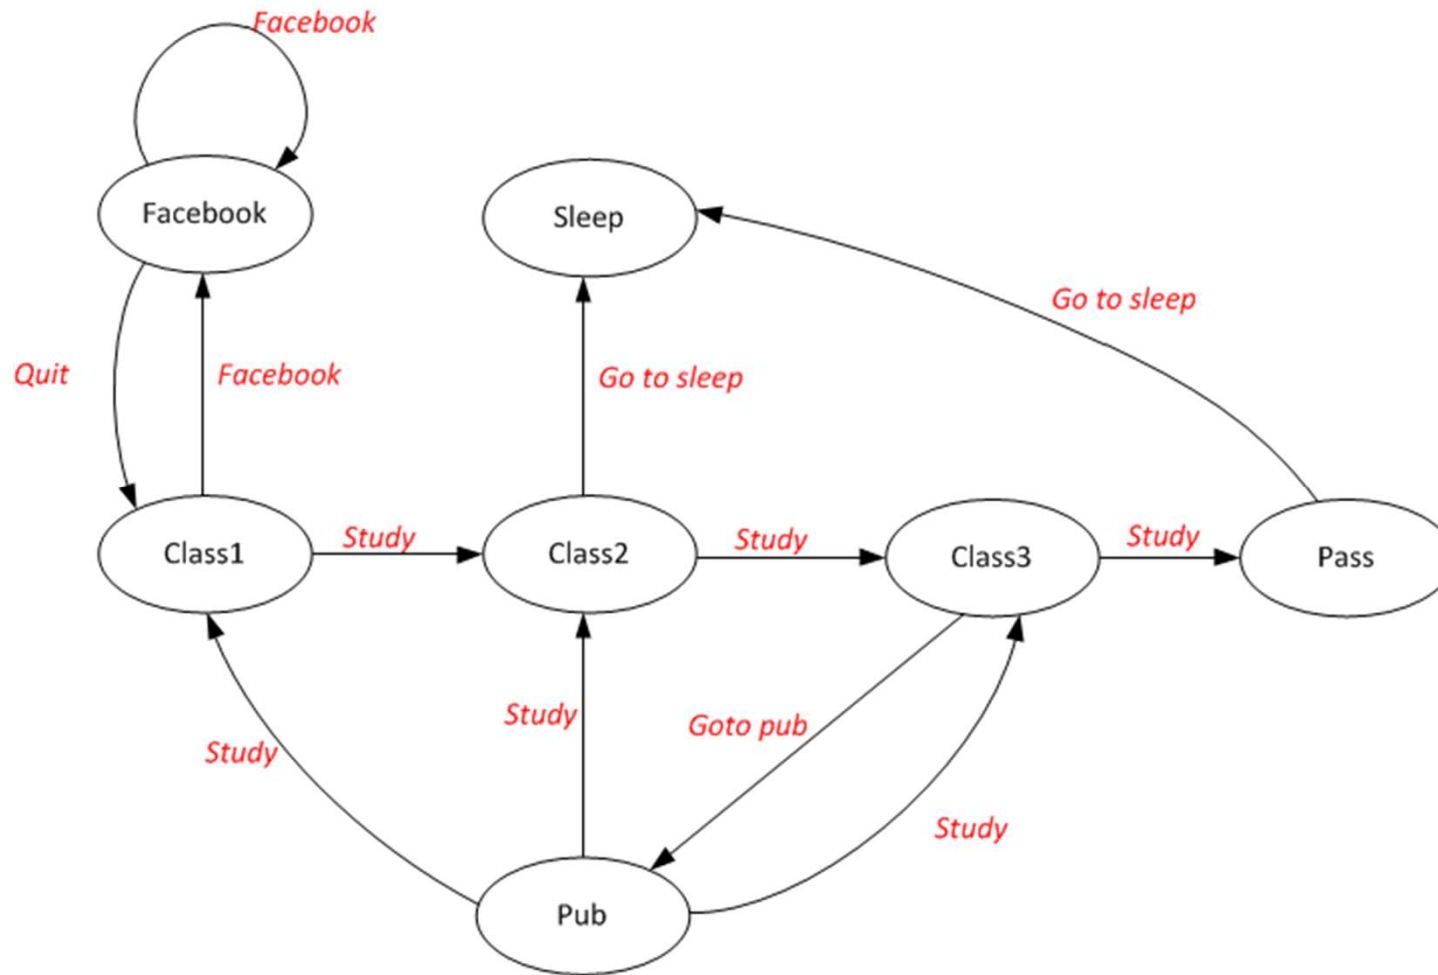 Facebook
Facebook
Sleep
Go to sleep
Quit
Facebook
Go to sleep
Class1
Study
Class2
Study
Class3
Study
Pass
Study
Study
Goto pub
Study
Pub